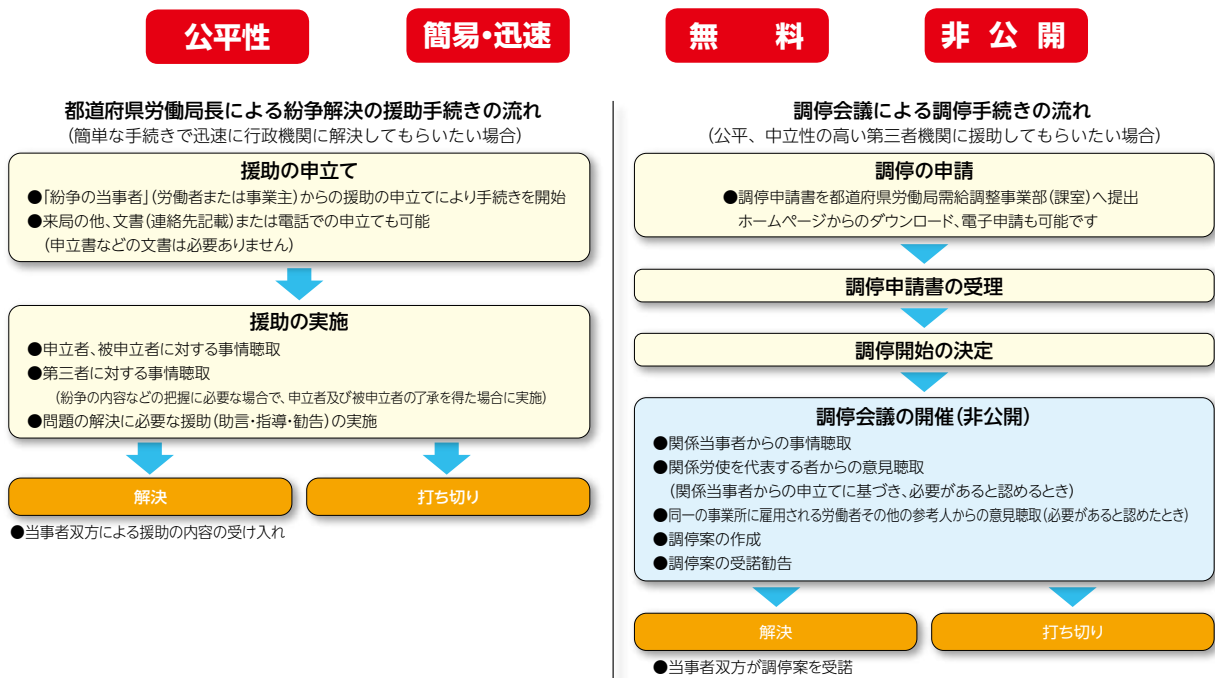 公平性
簡易・迅速
無 料
非公開
都道府県労働局長による紛争解決の援助手続きの流れ
(簡単な手続きで迅速に行政機関に解決してもらいたい場合)
援助の申立て
●「紛争の当事者」(労働者または事業主)からの援助の申立てにより手続きを開始
●来局の他、文書(連絡先記載)または電話での申立ても可能
(申立書などの文書は必要ありません)
援助の実施
●申立者、被申立者に対する事情聴取
●第三者に対する事情聴取
(紛争の内容などの把握に必要な場合で、申立者及び被申立者の了承を得た場合に実施)
●問題の解決に必要な援助(助言・指導・勧告)の実施
解決
打ち切り
●当事者双方による援助の内容の受け入れ
調停会議による調停手続きの流れ
(公平、中立性の高い第三者機関に援助してもらいたい場合)
調停の申請
●調停申請書を都道府県労働局需給調整事業部(課室)へ提出
ホームページからのダウンロード、電子申請も可能です
調停申請書の受理
調停開始の決定
調停会議の開催(非公開)
●関係当事者からの事情聴取
●関係労使を代表する者からの意見聴取
(関係当事者からの申立てに基づき、必要があると認めるとき)
●同一の事業所に雇用される労働者その他の参考人からの意見聴取(必要があると認めたとき)
●調停案の作成
●調停案の受諾勧告
解決
打ち切り
●当事者双方が調停案を受諾